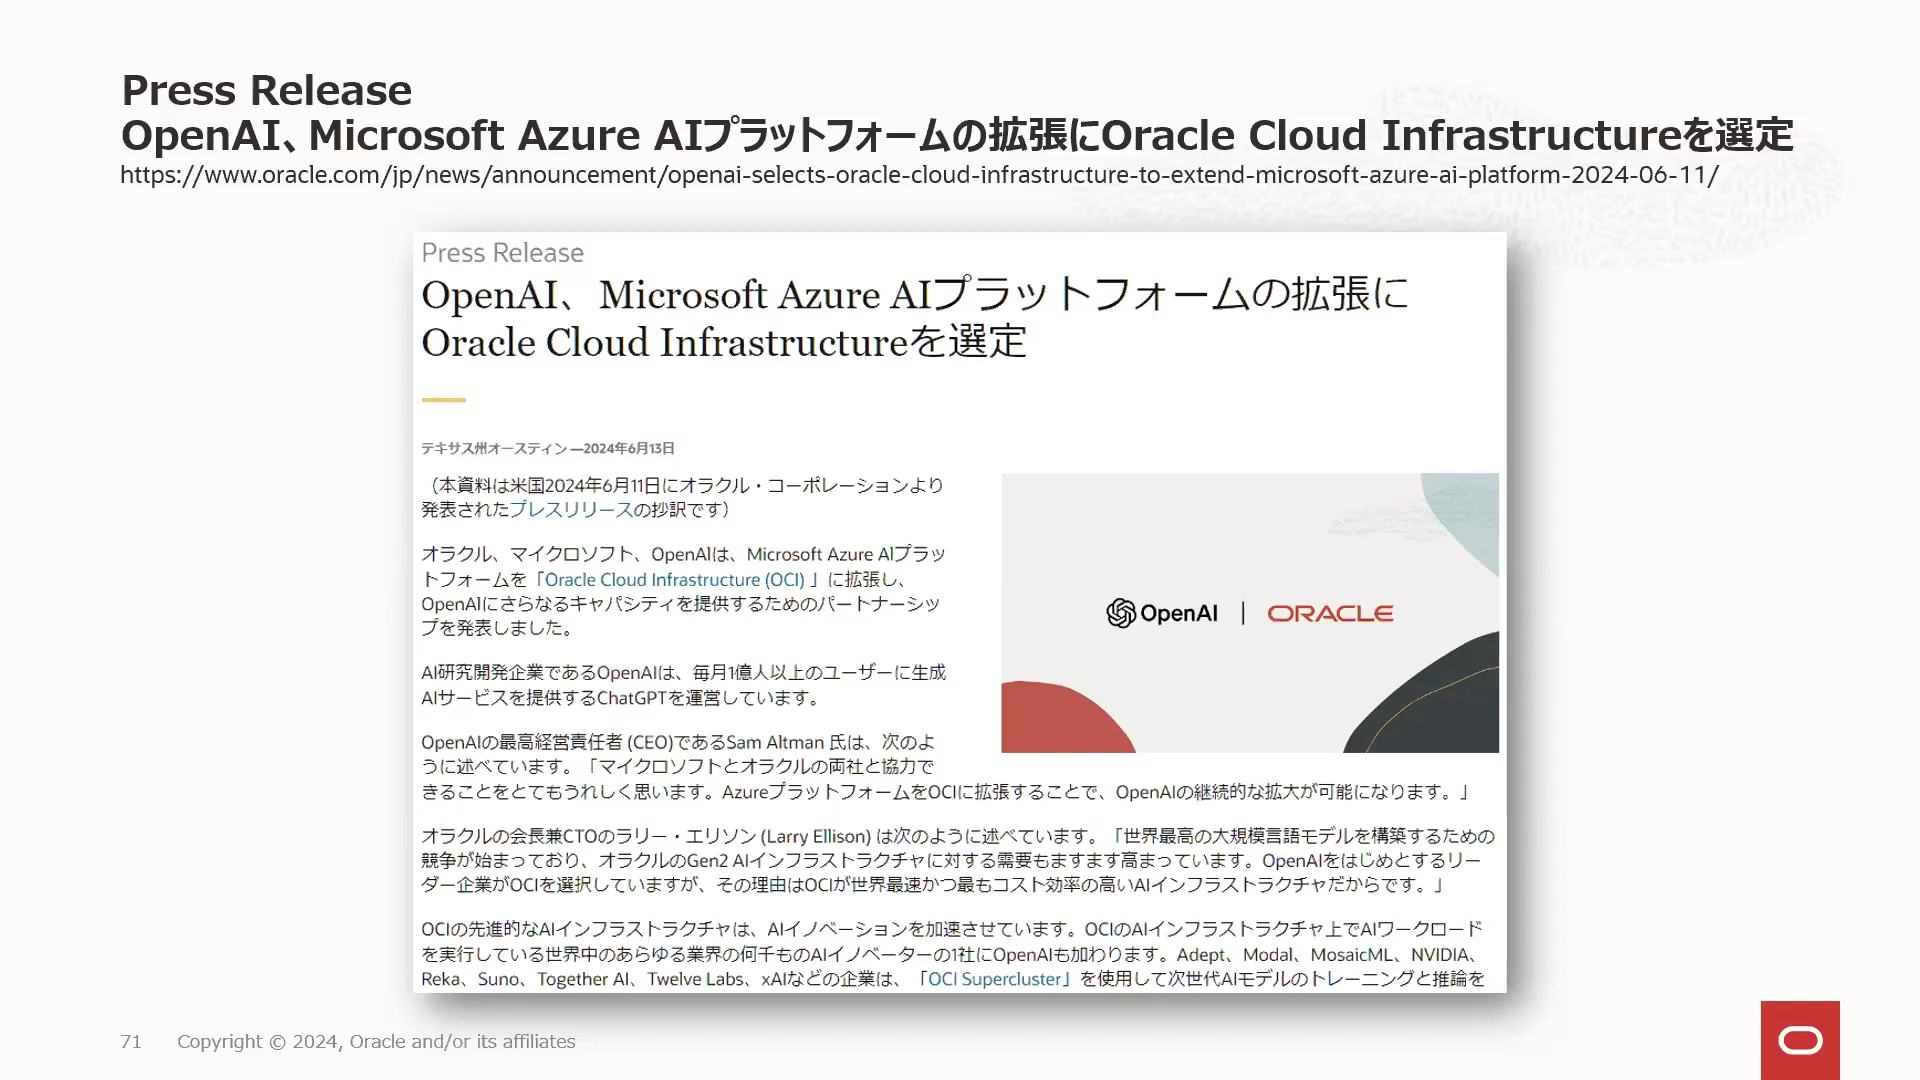 Press Release
OpenAI、Microsoft Azure AIプラットフォームの拡張にOracle Cloud Infrastructureを選定
https://www.oracle.com/jp/news/announcement/openai-selects-oracle-cloud-infrastructure-to-extend-microsoft-azure-ai-platform-2024-06-11/
Press Release
OpenAI、Microsoft Azure AIプラットフォームの拡張に
Oracle Cloud Infrastructureを選定
テキサス州オースティン —2024年6月13日
（本資料は米国2024年6月11日にオラクル・コーポレーションより
発表されたプレスリリースの抄訳です）
オラクル、マイクロソフト、OpenAIは、Microsoft Azure AIプラッ
トフォームを「Oracle Cloud Infrastructure (OCI) 」に拡張し、
OpenAIにさらなるキャパシティを提供するためのパートナーシッ
プを発表しました。
AI研究開発企業であるOpenAIは、毎月1億人以上のユーザーに生成
AIサービスを提供するChatGPTを運営しています。
OpenAIの最高経営責任者 (CEO)であるSam Altman 氏は、次のよ
うに述べています。「マイクロソフトとオラクルの両社と協力で
きることをとてもうれしく思います。AzureプラットフォームをOCIに拡張することで、OpenAIの継続的な拡大が可能になります。」
OpenAI | ORACLE
オラクルの会長兼CTOのラリー・エリソン (Larry Ellison) は次のように述べています。「世界最高の大規模言語モデルを構築するための
競争が始まっており、オラクルのGen2 AIインフラストラクチャに対する需要もますます高まっています。OpenAIをはじめとするリー
ダー企業がOCIを選択していますが、その理由はOCIが世界最速かつ最もコスト効率の高いAIインフラストラクチャだからです。」
OCIの先進的なAIインフラストラクチャは、AIイノベーションを加速させています。OCIのAIインフラストラクチャ上でAIワークロード
を実行している世界中のあらゆる業界の何千ものAIイノベーターの1社にOpenAIも加わります。Adept、Modal、MosaicML、NVIDIA、
Reka、Suno、Together AI、Twelve Labs、xAIなどの企業は、「OCI Supercluster」を使用して次世代AIモデルのトレーニングと推論を
71 Copyright © 2024, Oracle and/or its affiliates